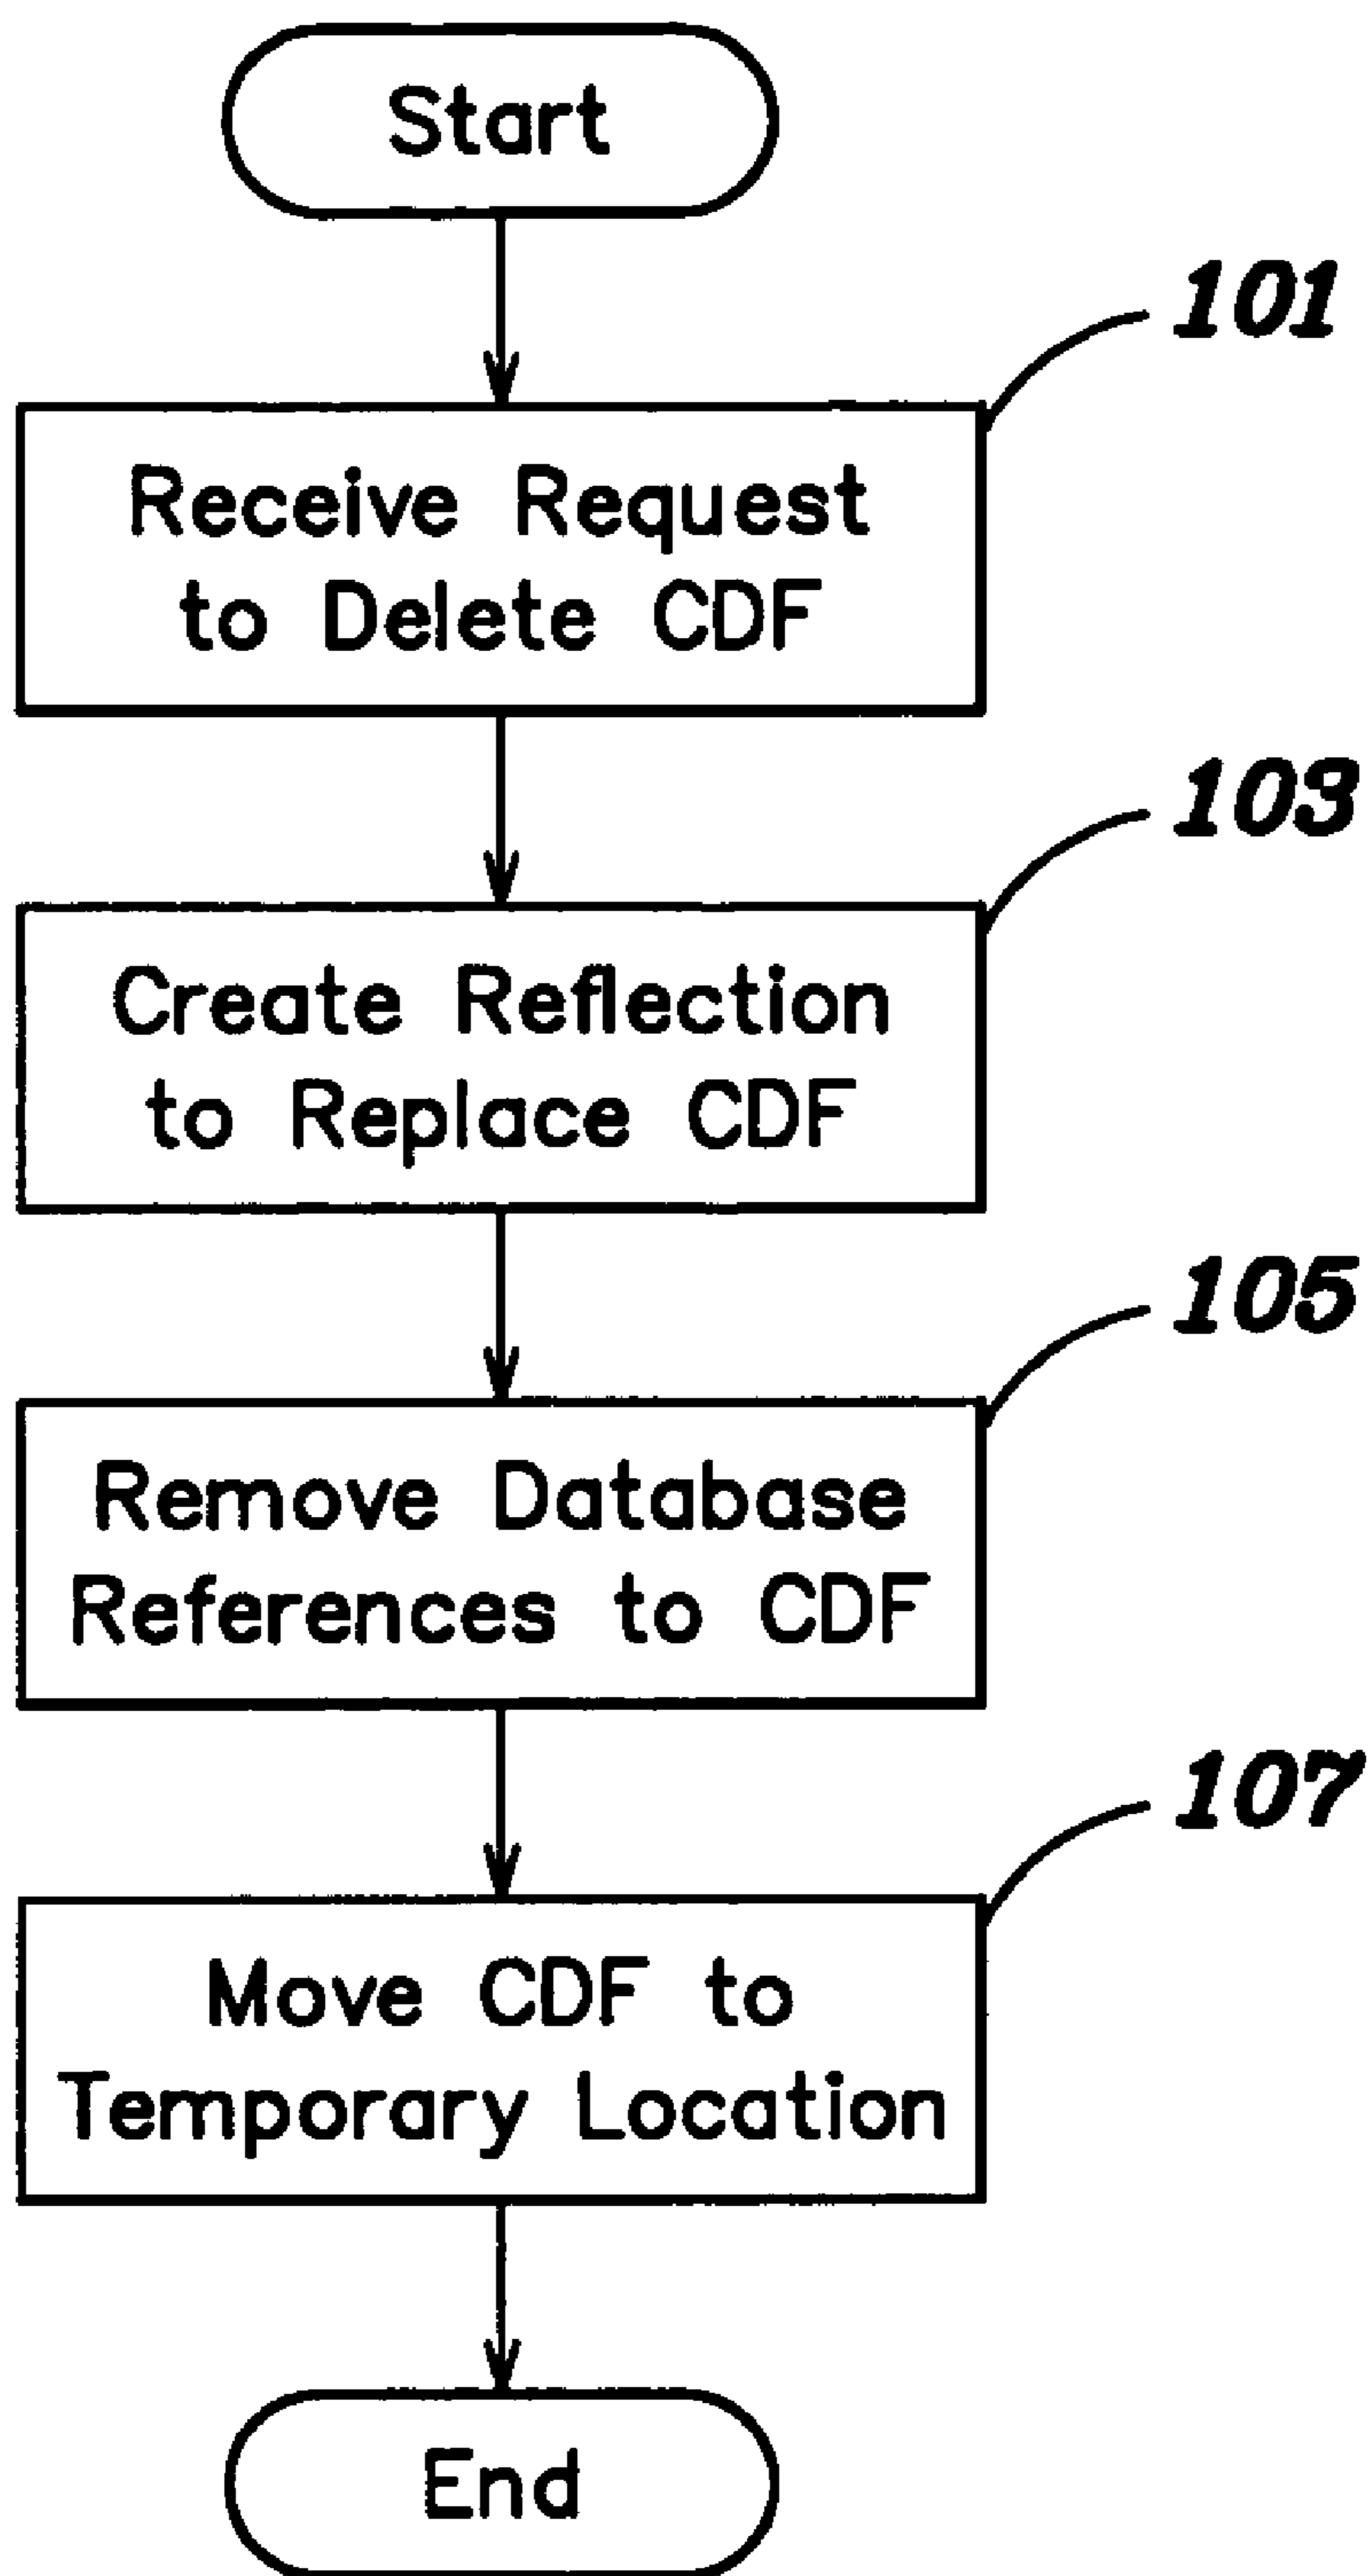 Start
101
Receive Request
to Delete CDF
103
Create Reflection
to Replace CDF
105
Remove Database
References to CDF
107
Move CDF to
Temporary Location
End